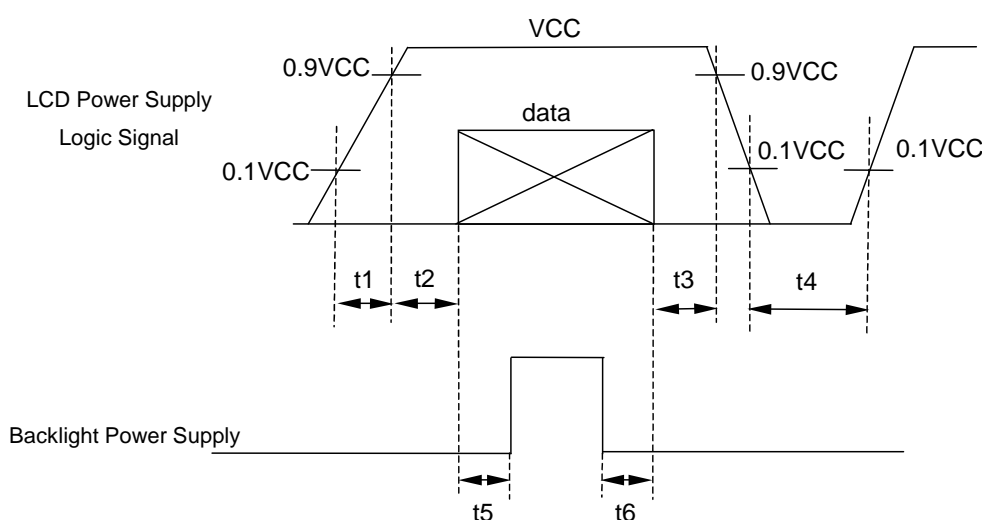 VCC
0.9VCC
0.9VCC
LCD Power Supply
Logic Signal
data
0.1VCC
0.1VCC
0.1VCC
t1
t2
t3
t4
Backlight Power Supply
t5
t6